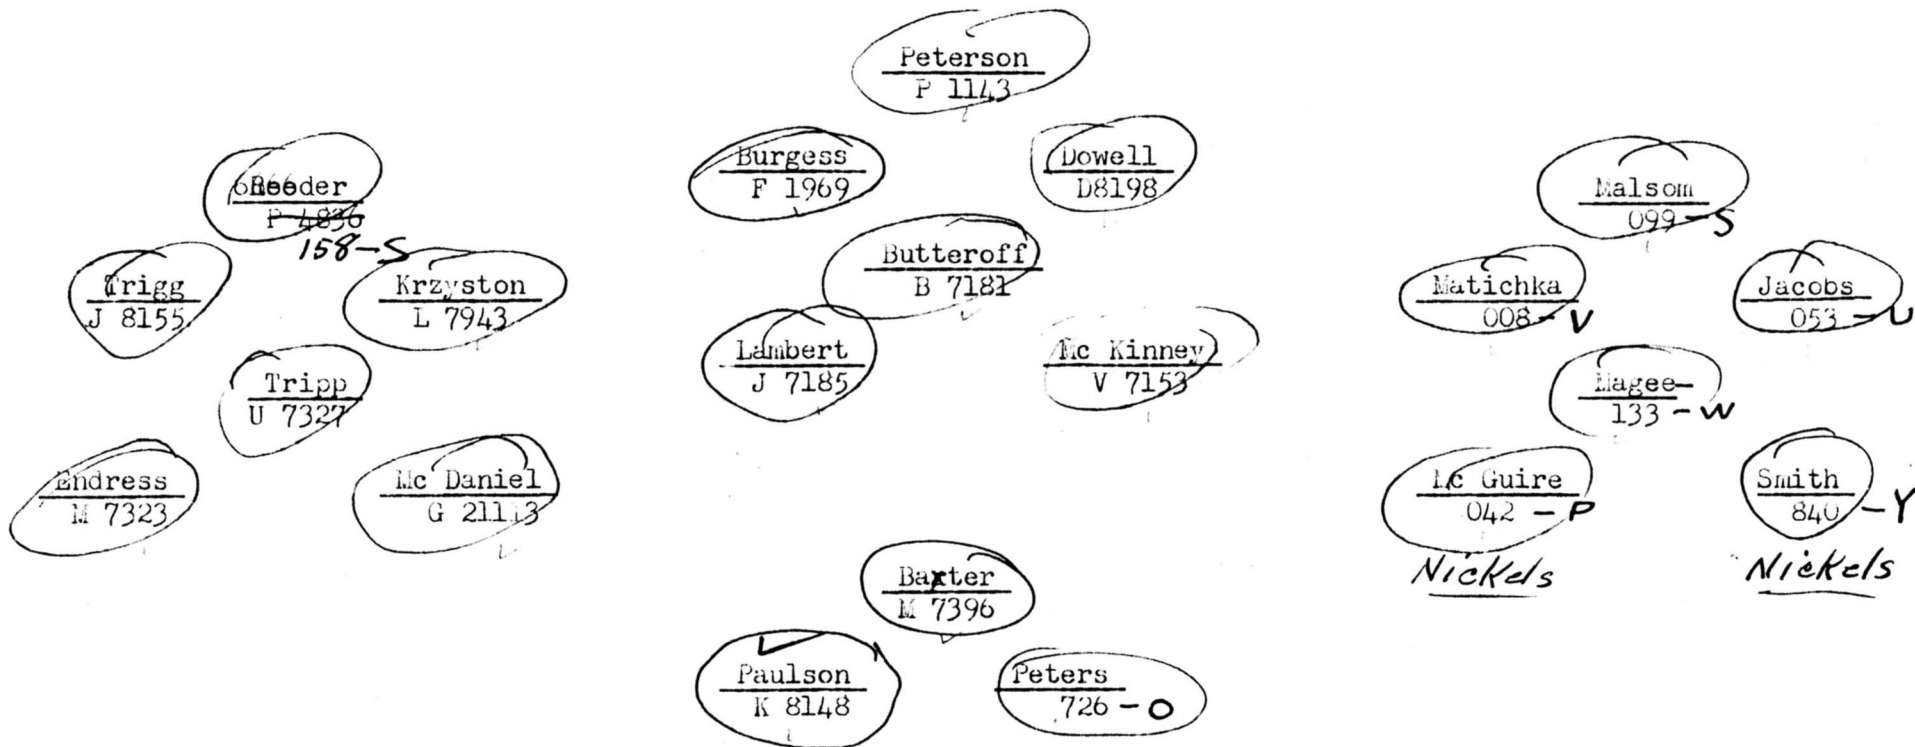 Peterson
P 1143
Burgess
F 1969
Dowell
D8198
Butteroff
B 7181
Lambert
J 7185
Mc Kinney
V 7153
Reeder
P 4836
158-S
Trigg
J 8155
Krzyston
L 7943
Tripp
U 7327
Endress
M 7323
Mc Daniel
G 21113
Malsom
099-S
Matichka
008-V
Jacobs
053-U
Magee-
133-W
Mc Guire
042-P
Nickels
Smith
840-Y
Nickels
Baxter
M 7396
Paulson
K 8148
Peters
726-O